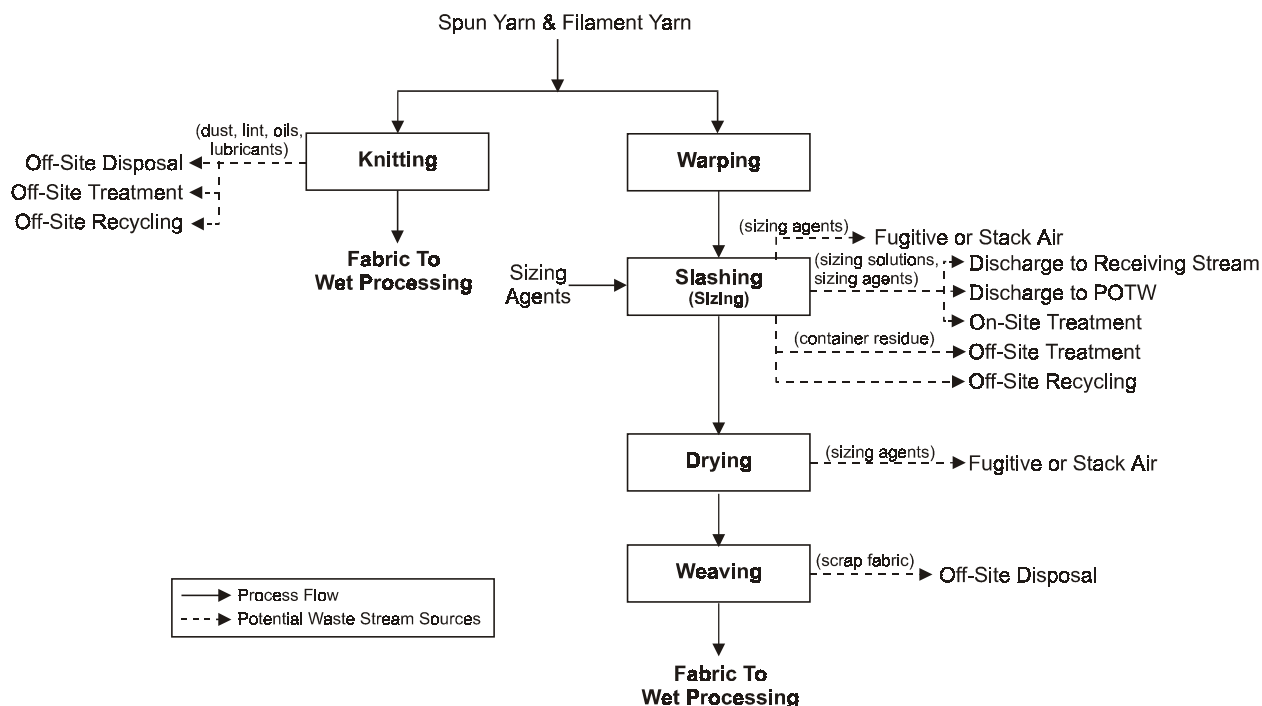 Spun Yarn & Filament Yarn
(dust, lint, oils,
lubricants)
Off-Site Disposal
Off-Site Treatment
Off-Site Recycling
Knitting
Fabric To
Wet Processing
Warping
Sizing
Agents
Slashing
(Sizing)
(sizing agents)
Fugitive or Stack Air
(sizing solutions,
sizing agents)
Discharge to Receiving Stream
Discharge to POTW
On-Site Treatment
(container residue)
Off-Site Treatment
Off-Site Recycling
Drying
(sizing agents)
Fugitive or Stack Air
Weaving
(scrap fabric)
Off-Site Disposal
Fabric To
Wet Processing
Process Flow
Potential Waste Stream Sources